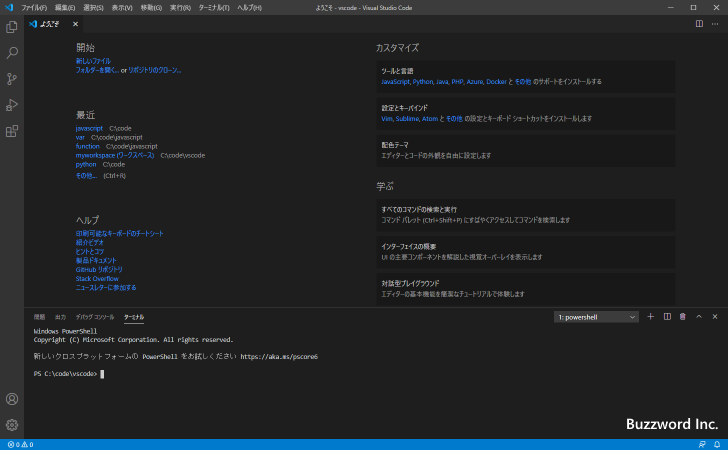 ファイル(F) 編集(E) 選択(S) 表示(V) 移動(G) 実行(R) ターミナル(T) ヘルプ(H) ようこそ - vscode - Visual Studio Code
ようこそ
開始
新しいファイル
フォルダーを開く... or リポジトリのクローン...
最近
javascript C:\code
var C:\code\javascript
function C:\code\javascript
myworkspace (ワークスペース) C:\code\vscode
python C:\code
その他... (Ctrl+R)
ヘルプ
印刷可能なキーボードのチートシート
紹介ビデオ
ヒントとコツ
製品ドキュメント
GitHub リポジトリ
Stack Overflow
ニュースレターに参加する
カスタマイズ
ツールと言語
JavaScript, Python, Java, PHP, Azure, Docker と その他 のサポートをインストールする
設定とキーバインド
Vim, Sublime, Atom と その他 の設定とキーボード ショートカットをインストールします
配色テーマ
エディターとコードの外観を自由に設定します
学ぶ
すべてのコマンドの検索と実行
コマンド パレット (Ctrl+Shift+P) にすばやくアクセスしてコマンドを検索します
インターフェイスの概要
UI の主要コンポーネントを解説した視覚オーバーレイを表示します
対話型プレイグラウンド
エディターの基本機能を簡潔なチュートリアルで体験します
問題 出力 デバッグ コンソール ターミナル 1: powershell
Windows PowerShell
Copyright (C) Microsoft Corporation. All rights reserved.
新しいクロスプラットフォームの PowerShell をお試しください https://aka.ms/pscore6
PS C:\code\vscode>
Buzzword Inc.
0 0